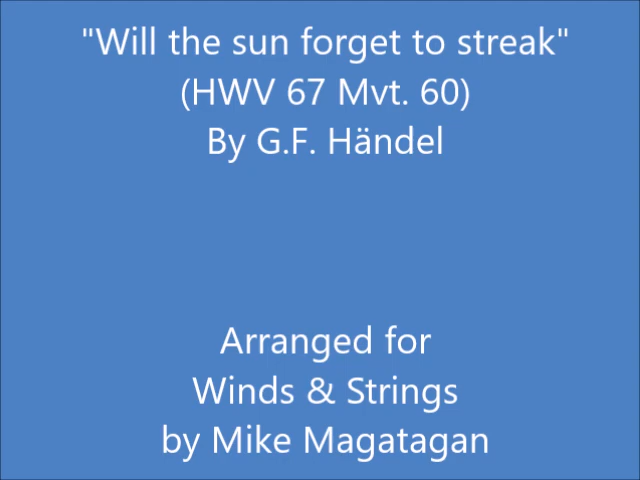 "Will the sun forget to streak"
(HWV 67 Mvt. 60)
By G.F. Händel
Arranged for
Winds & Strings
by Mike Magatagan